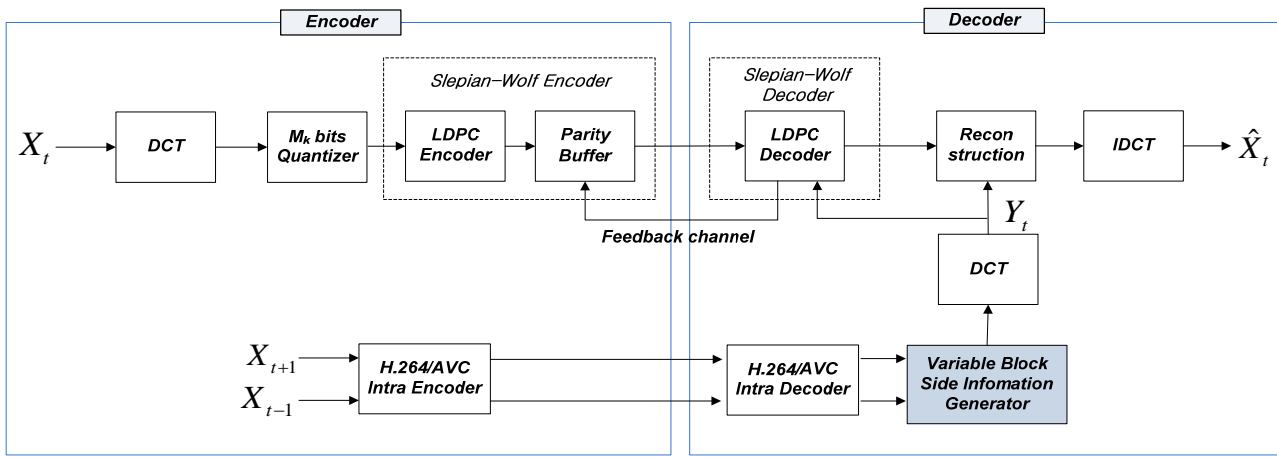 Encoder
Decoder
Slepian-Wolf Encoder
Slepian-Wolf
Decoder
X_t
DCT
M_k bits
Quantizer
LDPC
Encoder
Parity
Buffer
LDPC
Decoder
Recon
struction
IDCT
X̂_t
Feedback channel
Y_t
DCT
X_{t+1}
X_{t-1}
H.264/AVC
Intra Encoder
H.264/AVC
Intra Decoder
Variable Block
Side Infomation
Generator